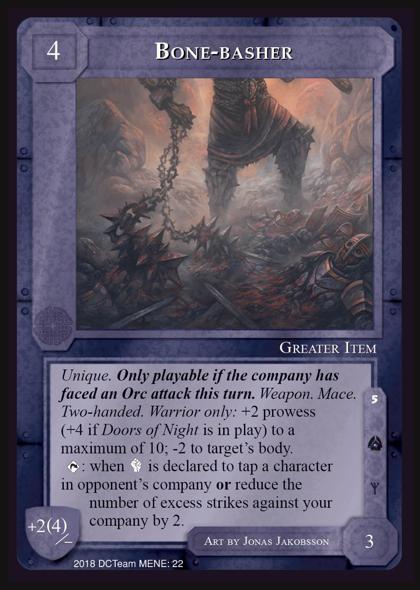 4
BONE-BASHER
GREATER ITEM
Unique. Only playable if the company has
faced an Orc attack this turn. Weapon. Mace.
Two-handed. Warrior only: +2 prowess
(+4 if Doors of Night is in play) to a
maximum of 10; -2 to target's body.
: when is declared to tap a character
in opponent's company or reduce the
number of excess strikes against your
company by 2.
5
+2(4)
/–
ART BY JONAS JAKOBSSON
3
2018 DCTeam MENE: 22